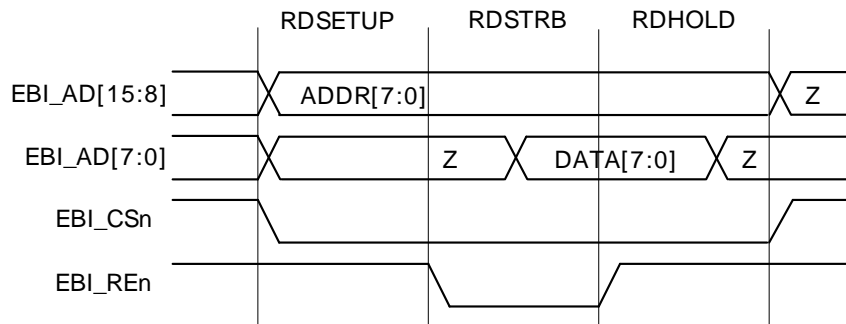 RDSETUP RDSTRB RDHOLD
EBI_AD[15:8] ADDR[7:0] Z
EBI_AD[7:0] Z DATA[7:0] Z
EBI_CSn
EBI_REn